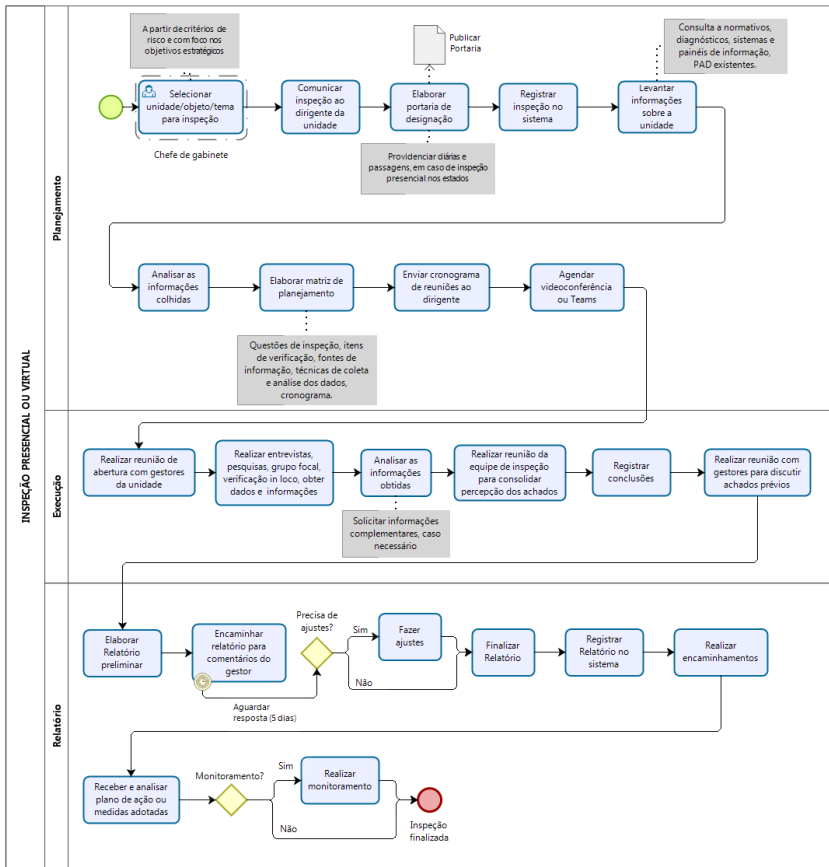 INSPEÇÃO PRESENCIAL OU VIRTUAL
Planejamento
A partir de critérios de
risco e com foco nos
objetivos estratégicos
Publicar
Portaria
Consulta a normativos,
diagnósticos, sistemas e
painéis de informação,
PAD existentes.
Selecionar
unidade/objeto/tema
para inspeção
Chefe de gabinete
Comunicar
inspeção ao
dirigente da
unidade
Elaborar
portaria de
designação
Providenciar diárias e
passagens, em caso de inspeção
presencial nos estados
Registrar
inspeção no
sistema
Levantar
informações
sobre a
unidade
Analisar as
informações
colhidas
Elaborar matriz de
planejamento
Questões de inspeção, itens
de verificação, fontes de
informação, técnicas de coleta
e análise dos dados,
cronograma.
Enviar cronograma
de reuniões ao
dirigente
Agendar
videoconferência
ou Teams
Execução
Realizar reunião de
abertura com gestores
da unidade
Realizar entrevistas,
pesquisas, grupo focal,
verificação in loco, obter
dados e informações
Analisar as
informações
obtidas
Solicitar informações
complementares, caso
necessário
Realizar reunião da
equipe de inspeção
para consolidar
percepção dos achados
Registrar
conclusões
Realizar reunião com
gestores para discutir
achados prévios
Relatório
Elaborar
Relatório
preliminar
Encaminhar
relatório para
comentários do
gestor
Aguardar
resposta (5 dias)
Precisa de
ajustes?
Sim
Não
Fazer
ajustes
Finalizar
Relatório
Registrar
Relatório no
sistema
Realizar
encaminhamentos
Receber e analisar
plano de ação ou
medidas adotadas
Monitoramento?
Sim
Não
Realizar
monitoramento
Inspeção
finalizada